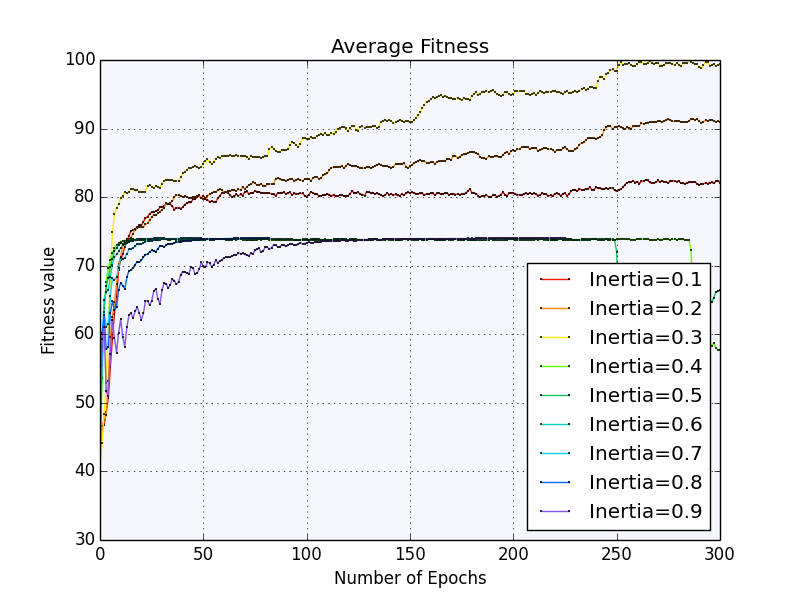 Average Fitness
Fitness value
100
90
80
70
60
50
40
30
Inertia=0.1
Inertia=0.2
Inertia=0.3
Inertia=0.4
Inertia=0.5
Inertia=0.6
Inertia=0.7
Inertia=0.8
Inertia=0.9
0 50 100 150 200 250 300
Number of Epochs